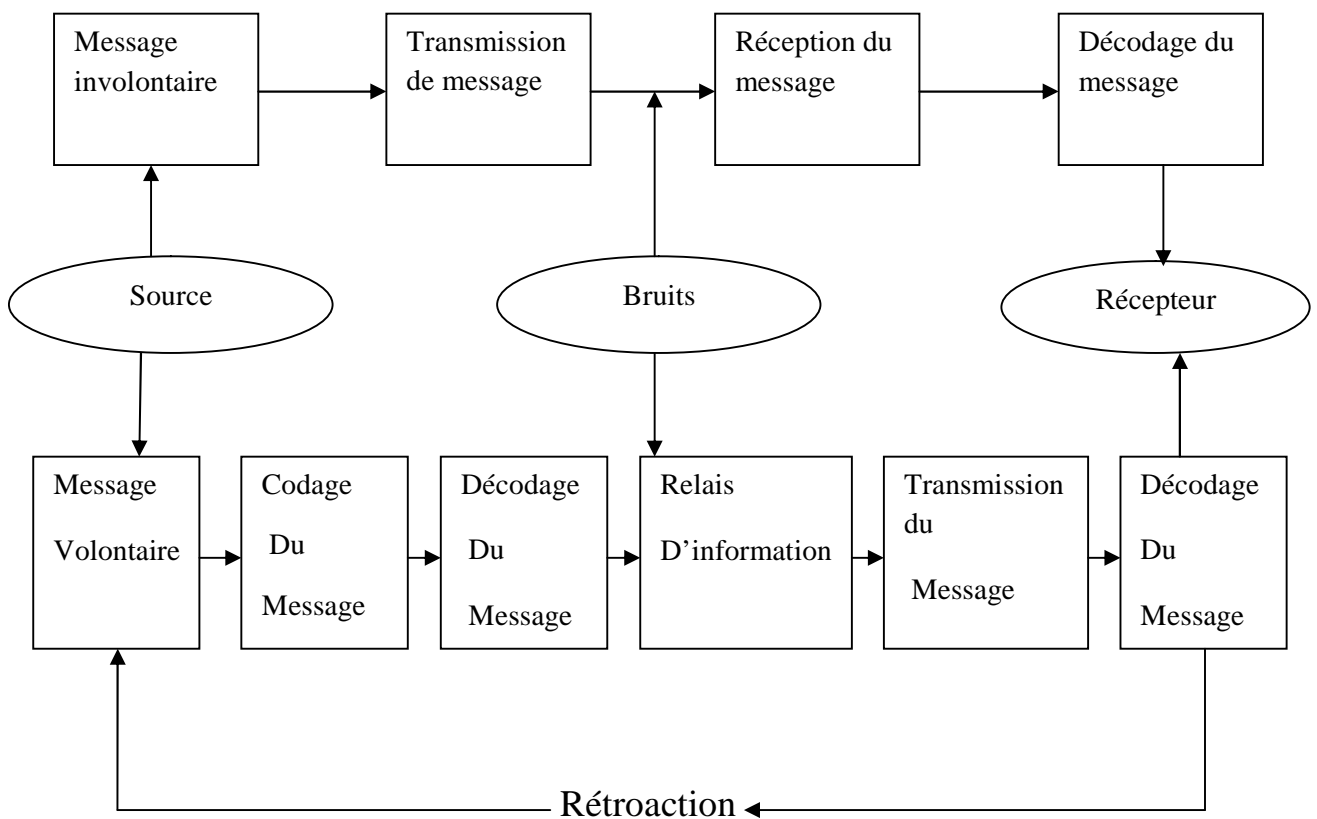 Message
involontaire
Transmission
de message
Réception du
message
Décodage du
message
Source
Bruits
Récepteur
Message
Volontaire
Codage
Du
Message
Décodage
Du
Message
Relais
D’information
Transmission
du
Message
Décodage
Du
Message
Rétroaction